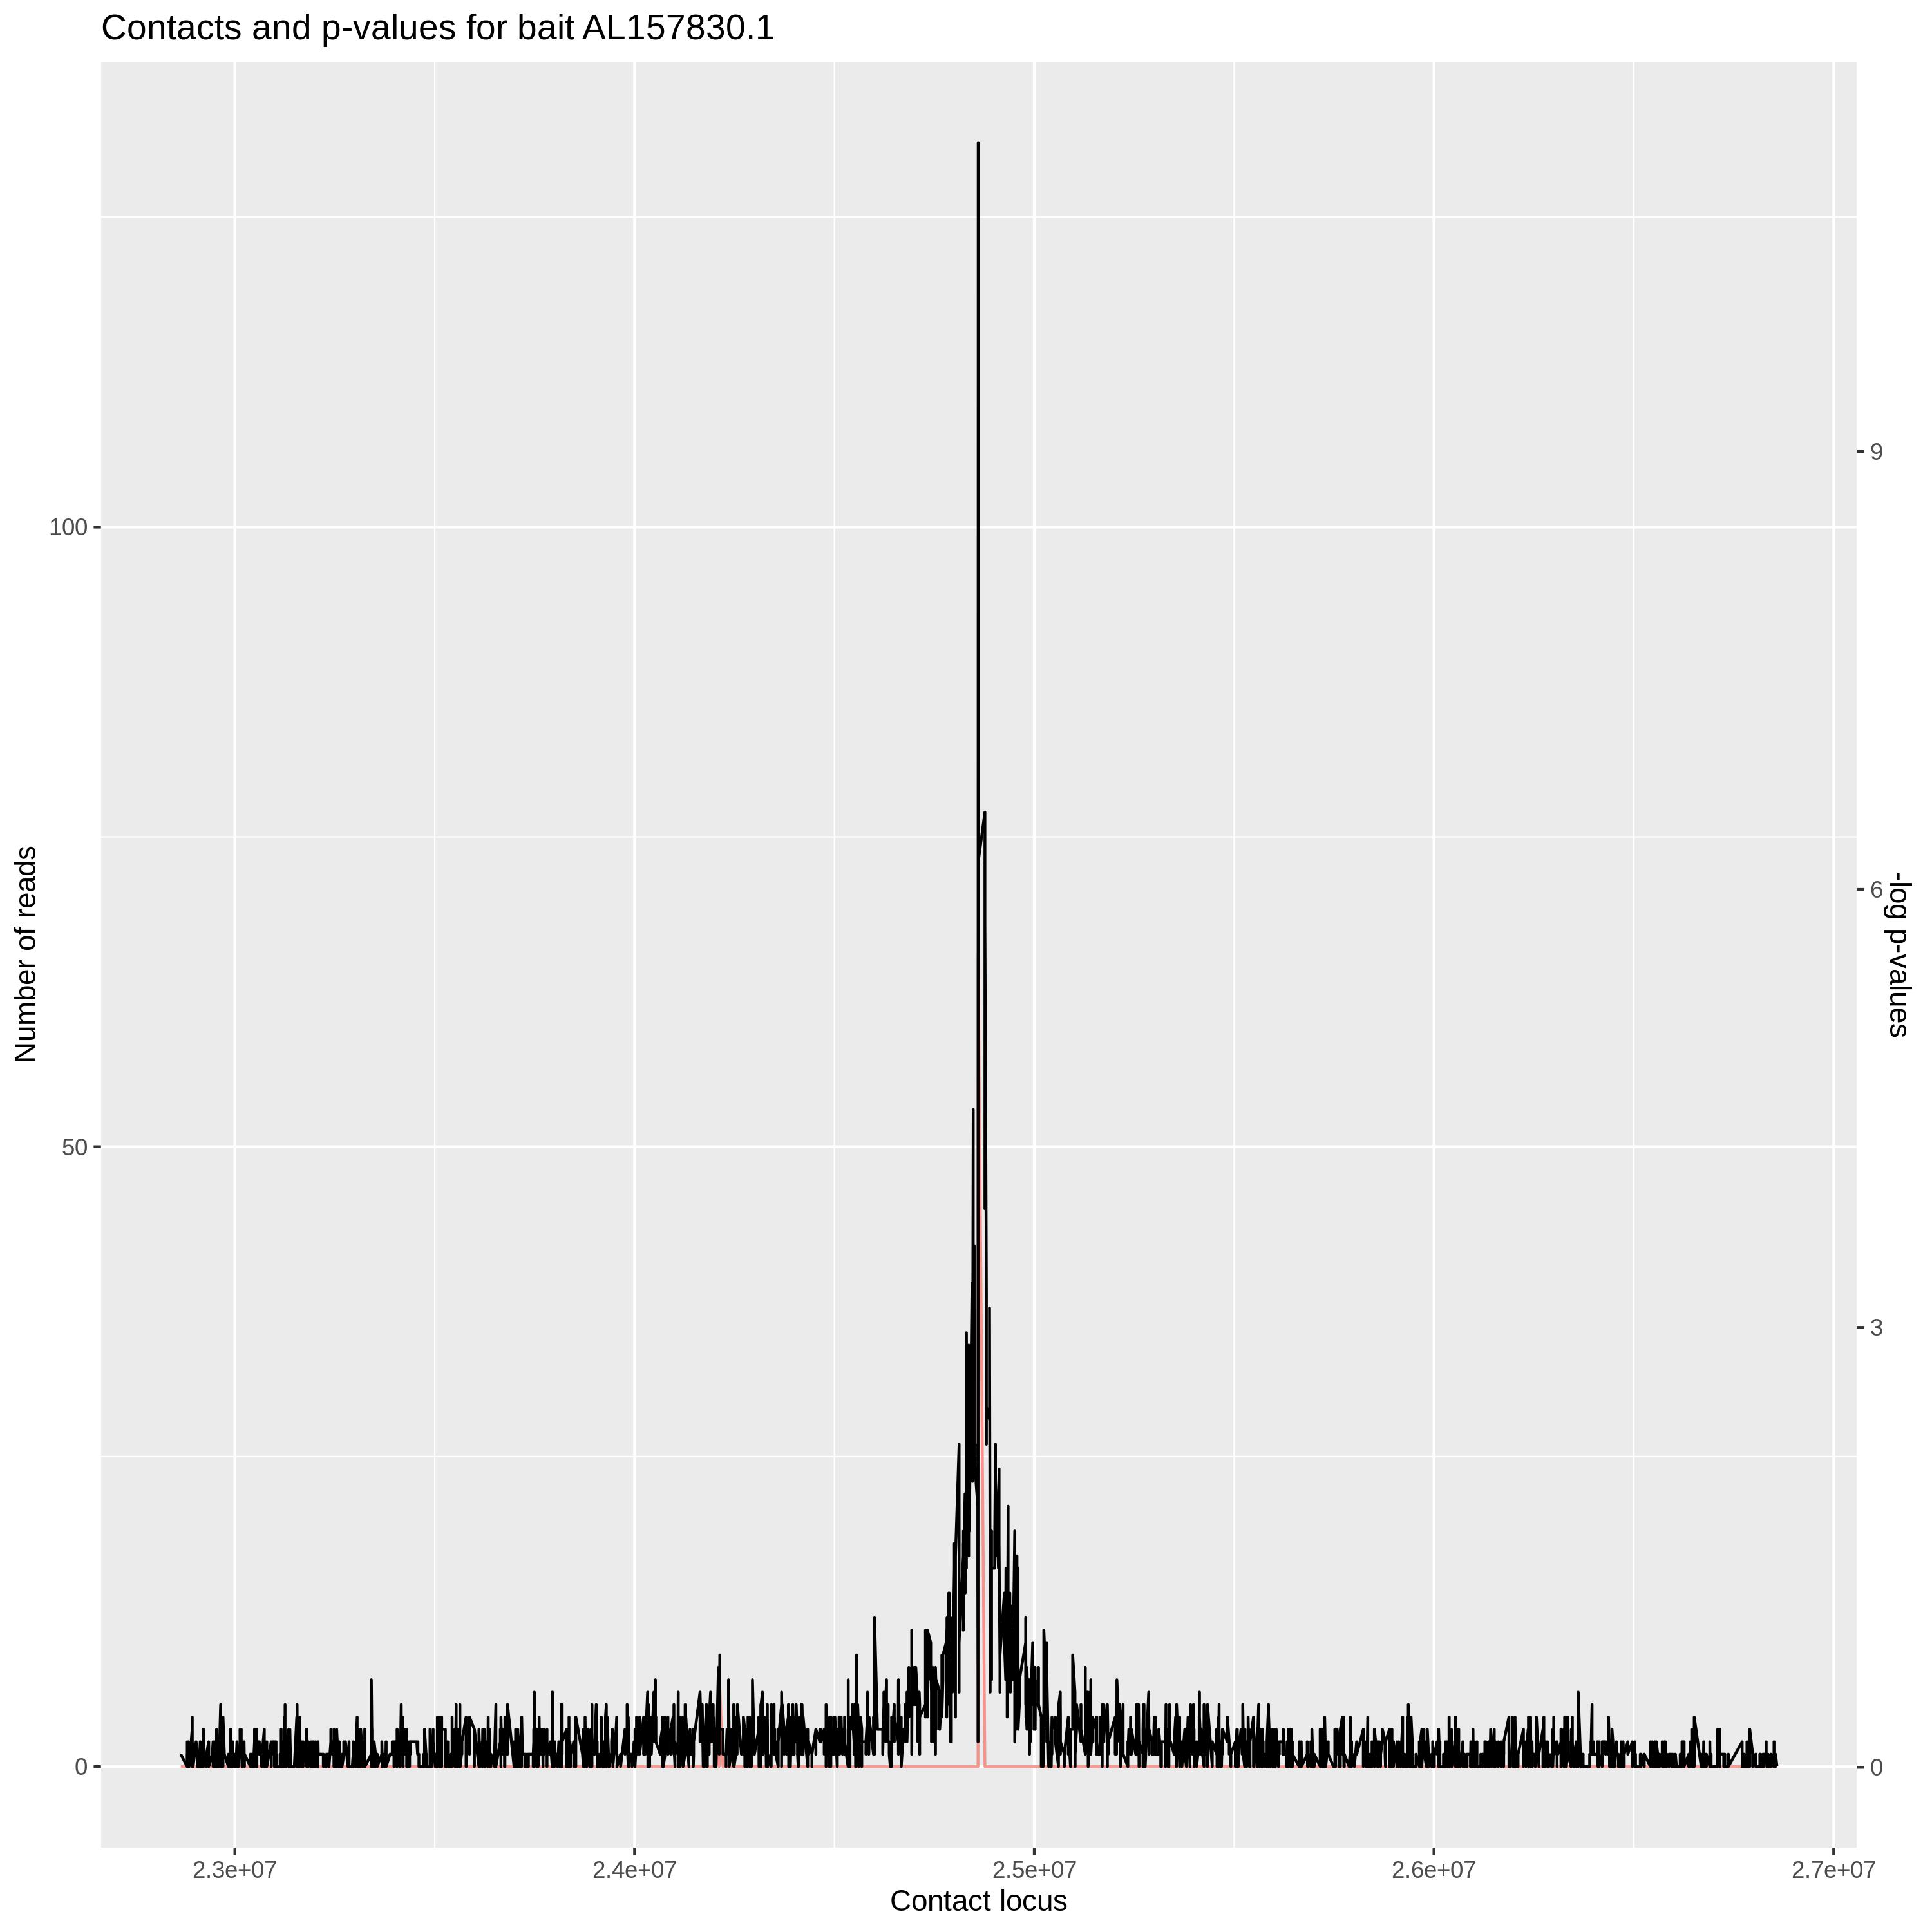 Contacts and p-values for bait AL157830.1
Number of reads
100
50
0
9
6
3
0
-log p-values
2.3e+07
2.4e+07
2.5e+07
2.6e+07
2.7e+07
Contact locus